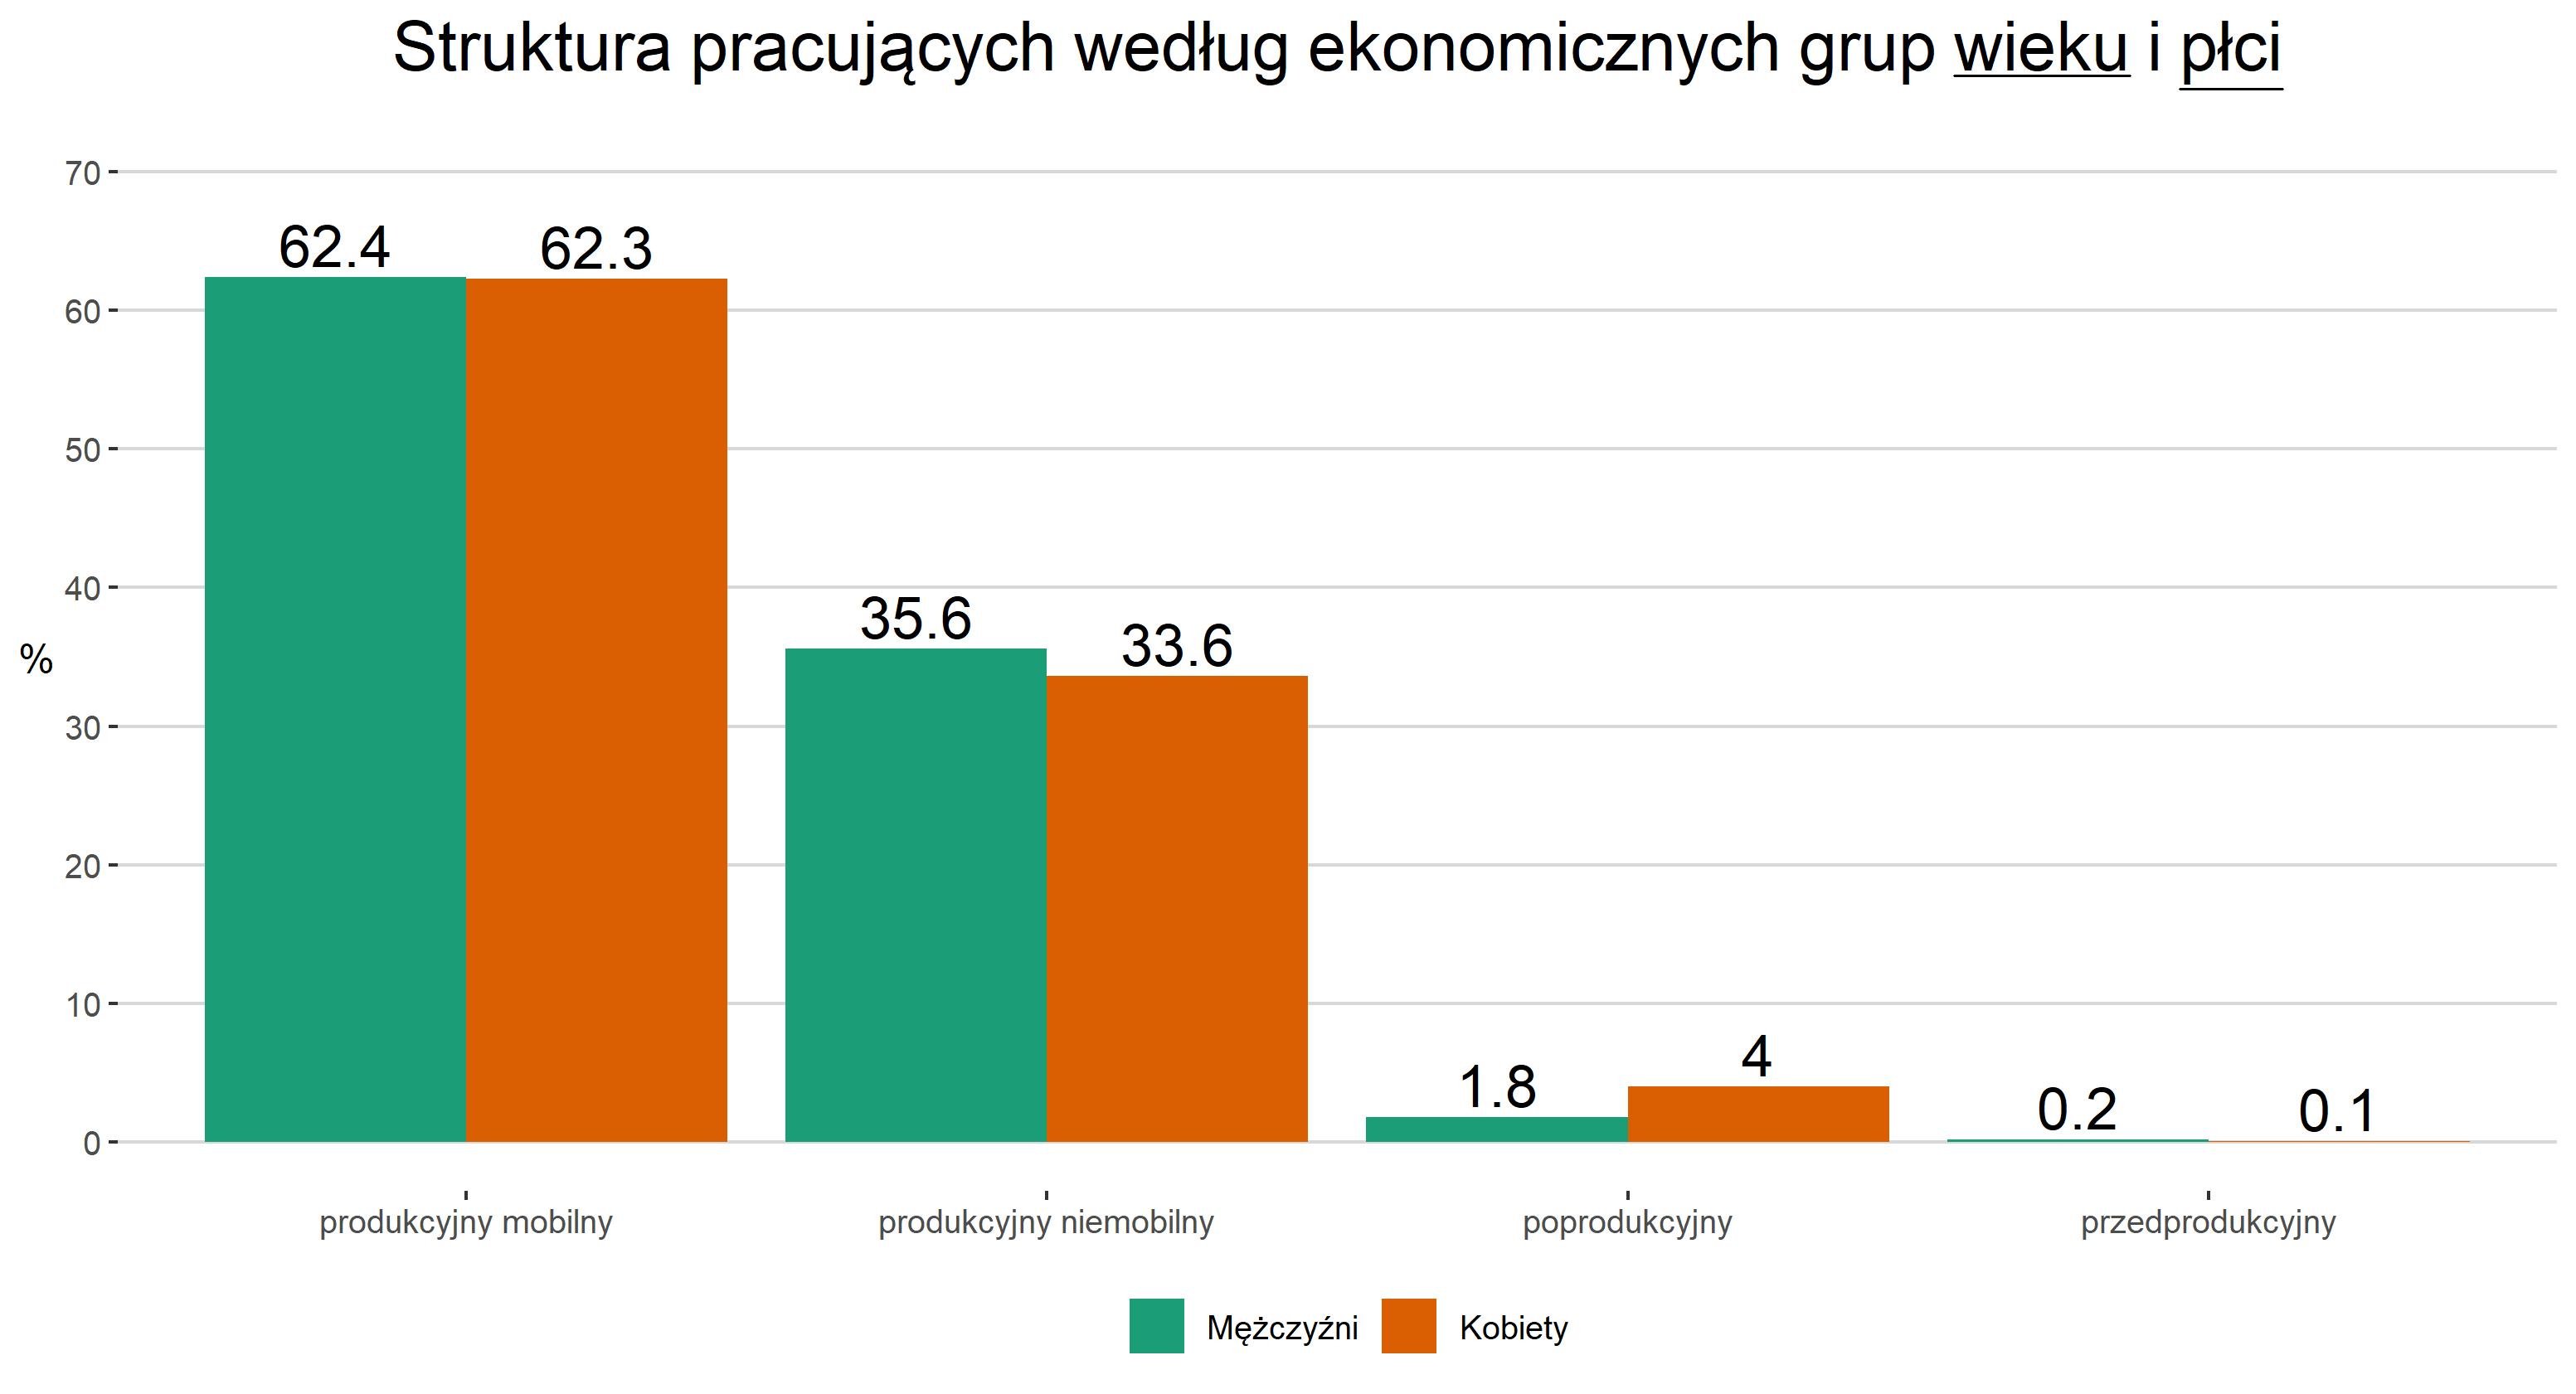 Struktura pracujących według ekonomicznych grup wieku i płci
70
62.4 62.3
60
50
40
35.6 33.6
%
30
20
10
1.8 4 0.2 0.1
0
produkcyjny mobilny produkcyjny niemobilny poprodukcyjny przedprodukcyjny
Mężczyźni Kobiety